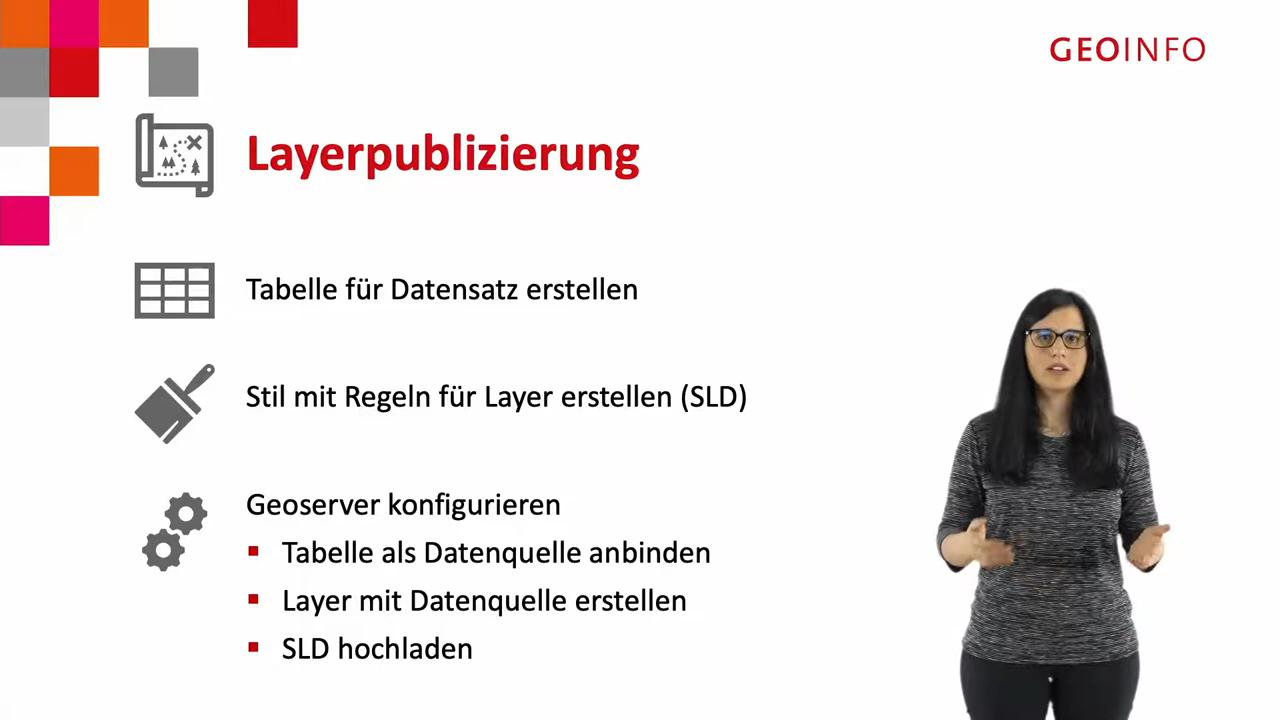 GEOINFO
Layerpublizierung
Tabelle für Datensatz erstellen
Stil mit Regeln für Layer erstellen (SLD)
Geoserver konfigurieren
Tabelle als Datenquelle anbinden
Layer mit Datenquelle erstellen
SLD hochladen